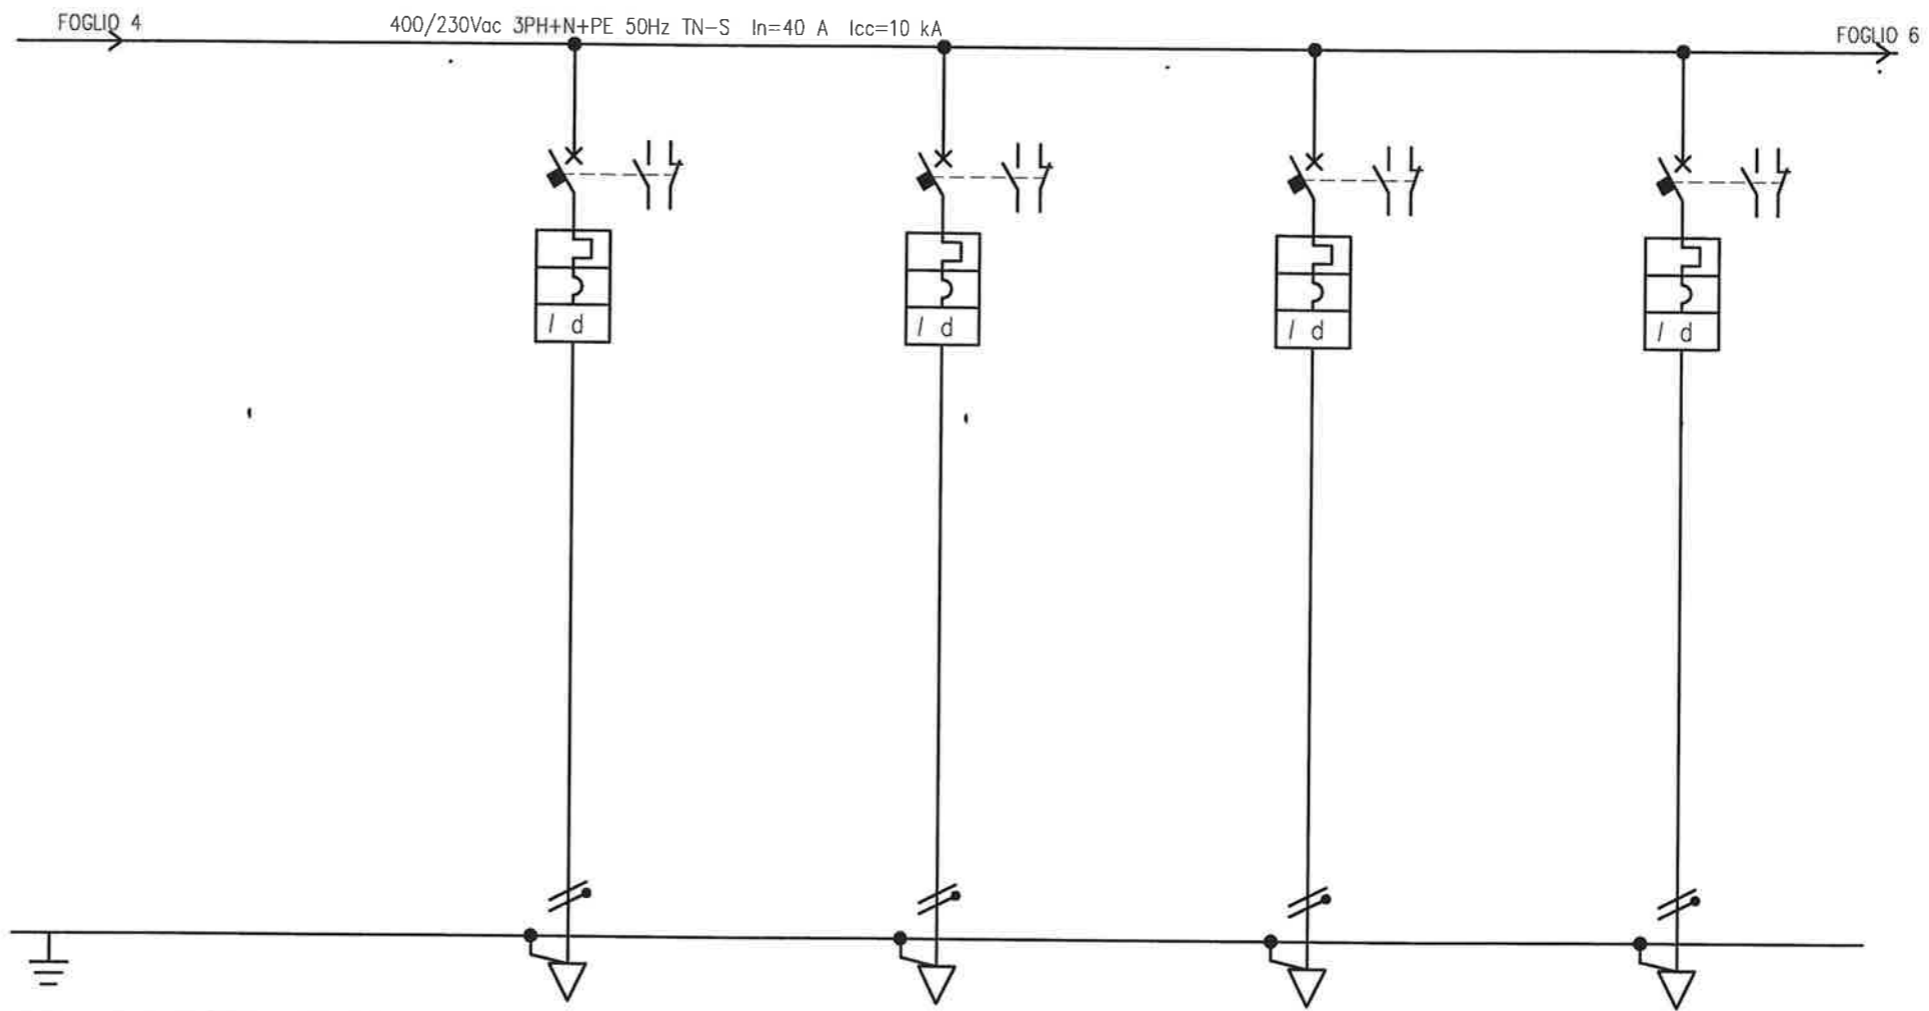 FOGLIO 4
400/230Vac 3PH+N+PE 50Hz TN-S In=40 A Icc=10 kA
FOGLIO 6
I d
I d
I d
I d